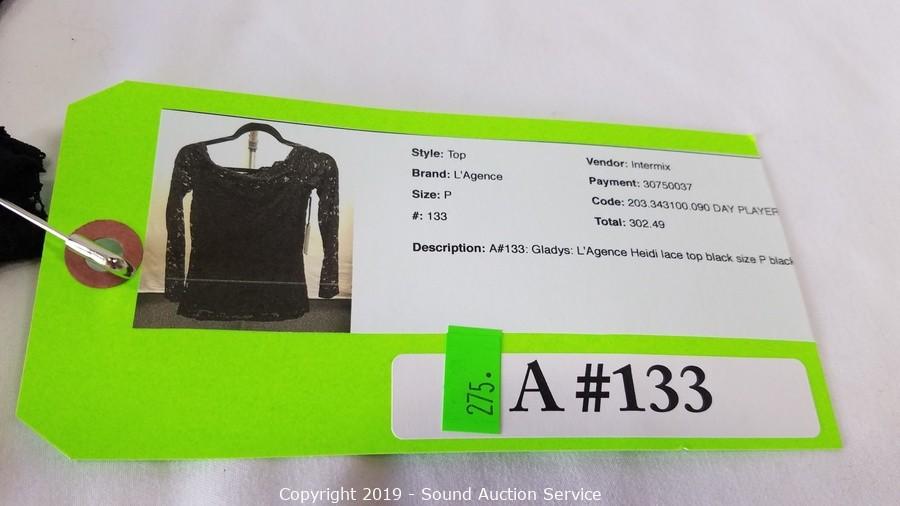 Style: Top
Brand: L'Agence
Size: P
#: 133
Vendor: Intermix
Payment: 30750037
Code: 203.343100.090 DAY PLAYER
Total: 302.49
Description: A#133: Gladys: L'Agence Heidi lace top black size P black
275.
A #133
Copyright 2019 - Sound Auction Service